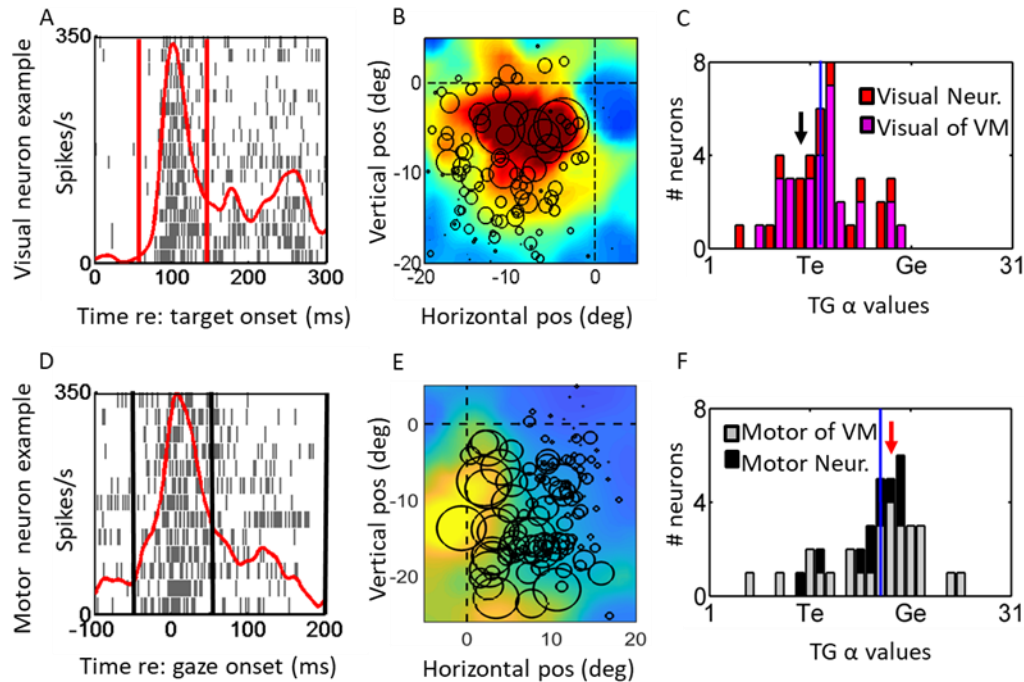 A
Visual neuron example
Spikes/s
350
0
0
100
200
300
Time re: target onset (ms)
B
Vertical pos (deg)
0
-10
-20
-20
-10
0
Horizontal pos (deg)
C
# neurons
8
4
0
Visual Neur.
Visual of VM
1
Te
Ge
31
TG α values
D
Motor neuron example
Spikes/s
350
0
-100
0
100
200
Time re: gaze onset (ms)
E
Vertical pos (deg)
0
-10
-20
0
20
Horizontal pos (deg)
F
# neurons
8
4
0
Motor of VM
Motor Neur.
1
Te
Ge
31
TG α values